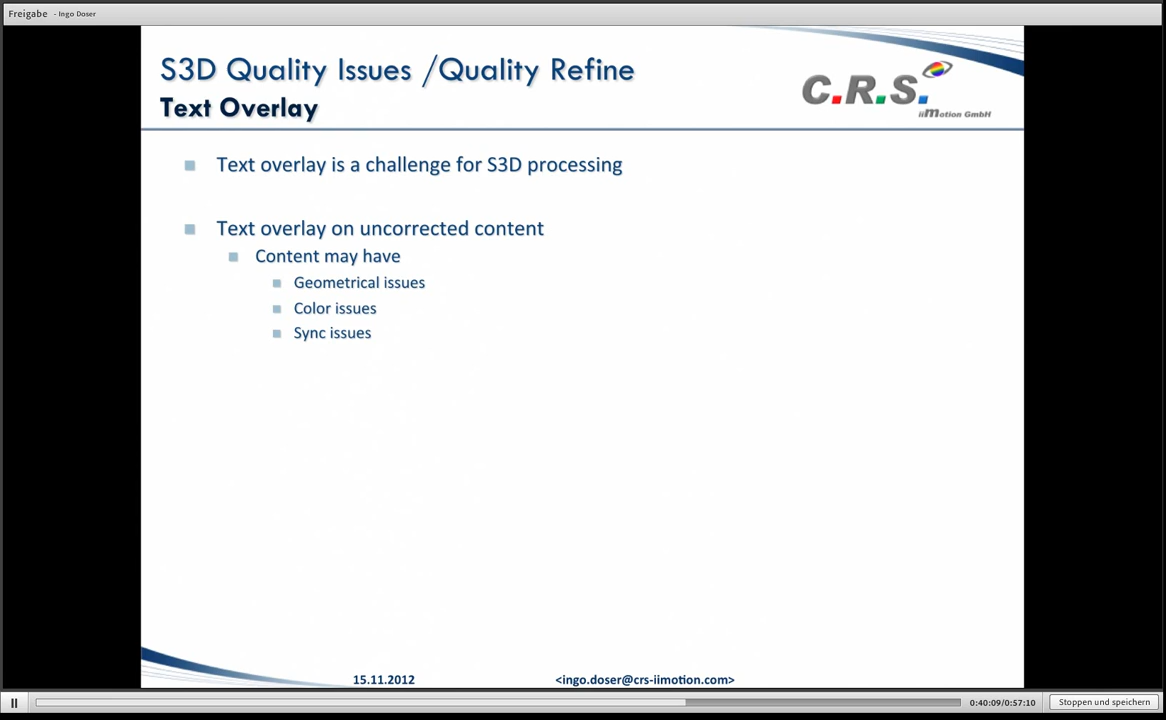 Freigabe - Ingo Doser
S3D Quality Issues /Quality Refine
Text Overlay
C.R.S.
iiMotion GmbH
Text overlay is a challenge for S3D processing
Text overlay on uncorrected content
Content may have
Geometrical issues
Color issues
Sync issues
15.11.2012 <ingo.doser@crs-iimotion.com>
0:40:09/0:57:10 Stoppen und speichern